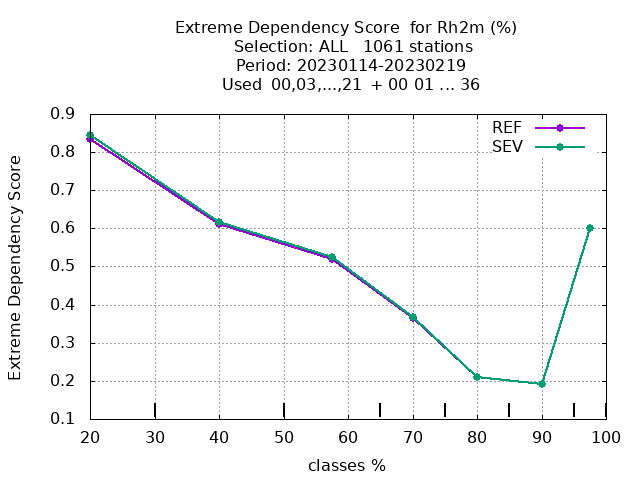 Extreme Dependency Score  for Rh2m (%)
Selection: ALL   1061 stations
Period: 20230114-20230219
Used  00,03,...,21  + 00 01 ... 36
REF
SEV
0.9
0.8
0.7
0.6
0.5
0.4
0.3
0.2
0.1
Extreme Dependency Score
20 30 40 50 60 70 80 90 100
classes %